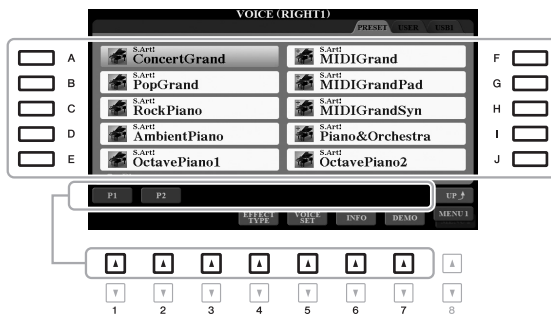 VOICE (RIGHT1)
PRESET USER USB1
A S.Art! ConcertGrand S.Art! MIDIGrand F
B S.Art! PopGrand S.Art! MIDIGrandPad G
C S.Art! RockPiano S.Art! MIDIGrandSyn H
D S.Art! AmbientPiano S.Art! Piano&Orchestra I
E S.Art! OctavePiano1 S.Art! OctavePiano2 J
P1 P2 UP
EFFECT TYPE VOICE SET INFO DEMO MENU 1
1 2 3 4 5 6 7 8